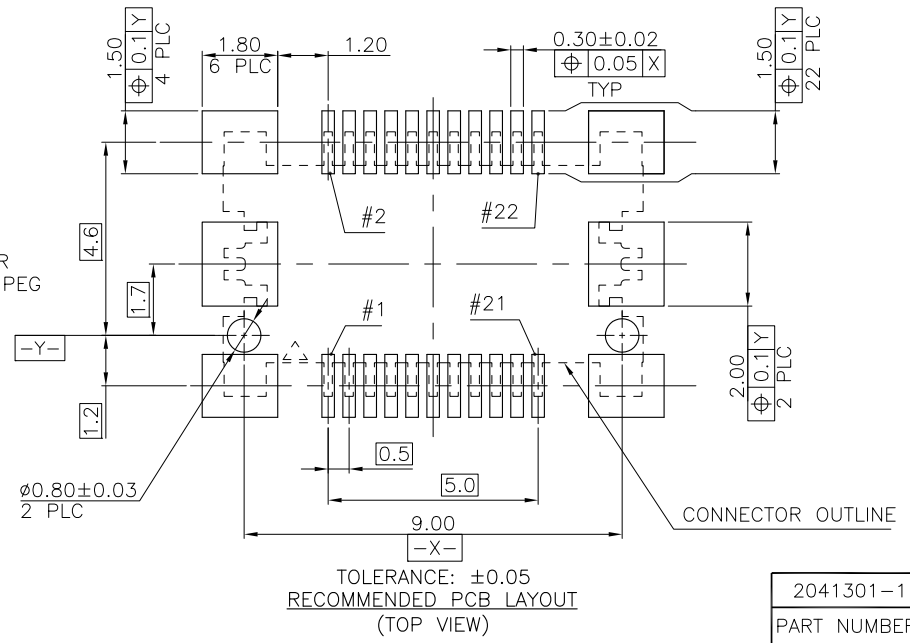 1.50
⌖ 0.1 Y
4 PLC
1.80
6 PLC
1.20
0.30±0.02
⌖ 0.05 X
TYP
1.50
⌖ 0.1 Y
22 PLC
#2
#22
4.6
R
PEG
1.7
#1
#21
-Y-
1.2
2.00
⌖ 0.1 Y
2 PLC
0.5
ø0.80±0.03
2 PLC
5.0
CONNECTOR OUTLINE
9.00
-X-
TOLERANCE: ±0.05
RECOMMENDED PCB LAYOUT
(TOP VIEW)
2041301-1
PART NUMBER